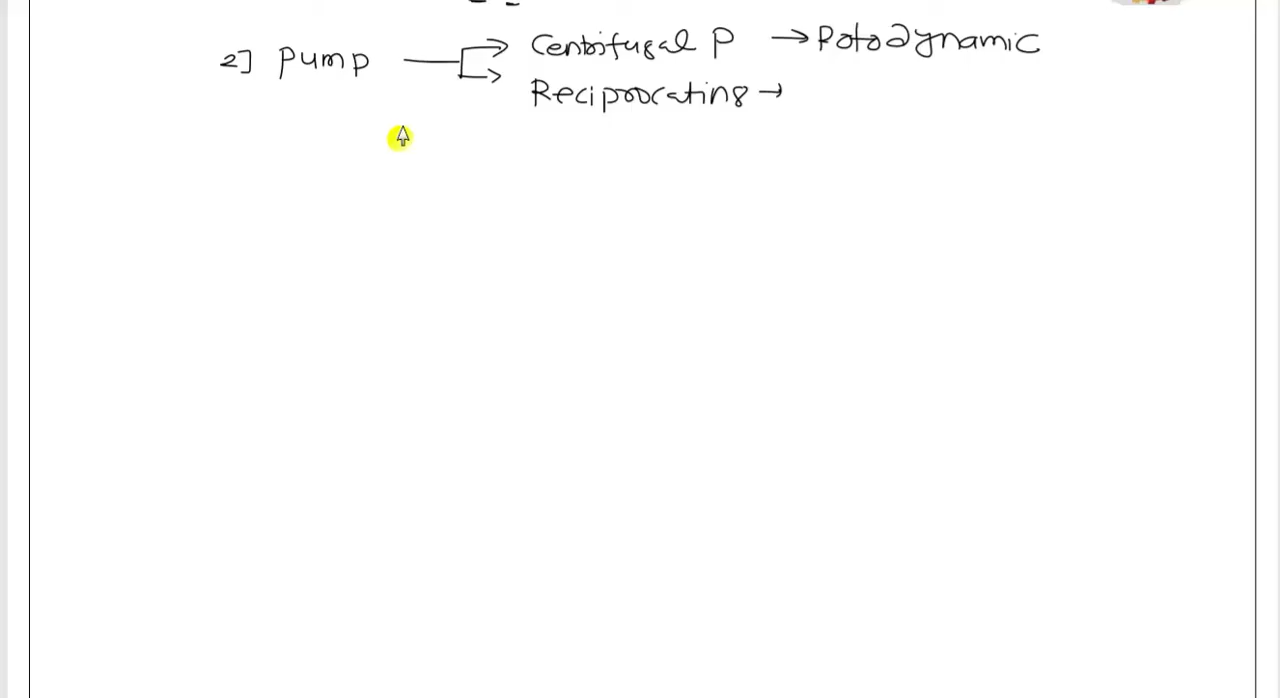 2] Pump → Centrifugal P → Rotodynamic
Reciprocating →